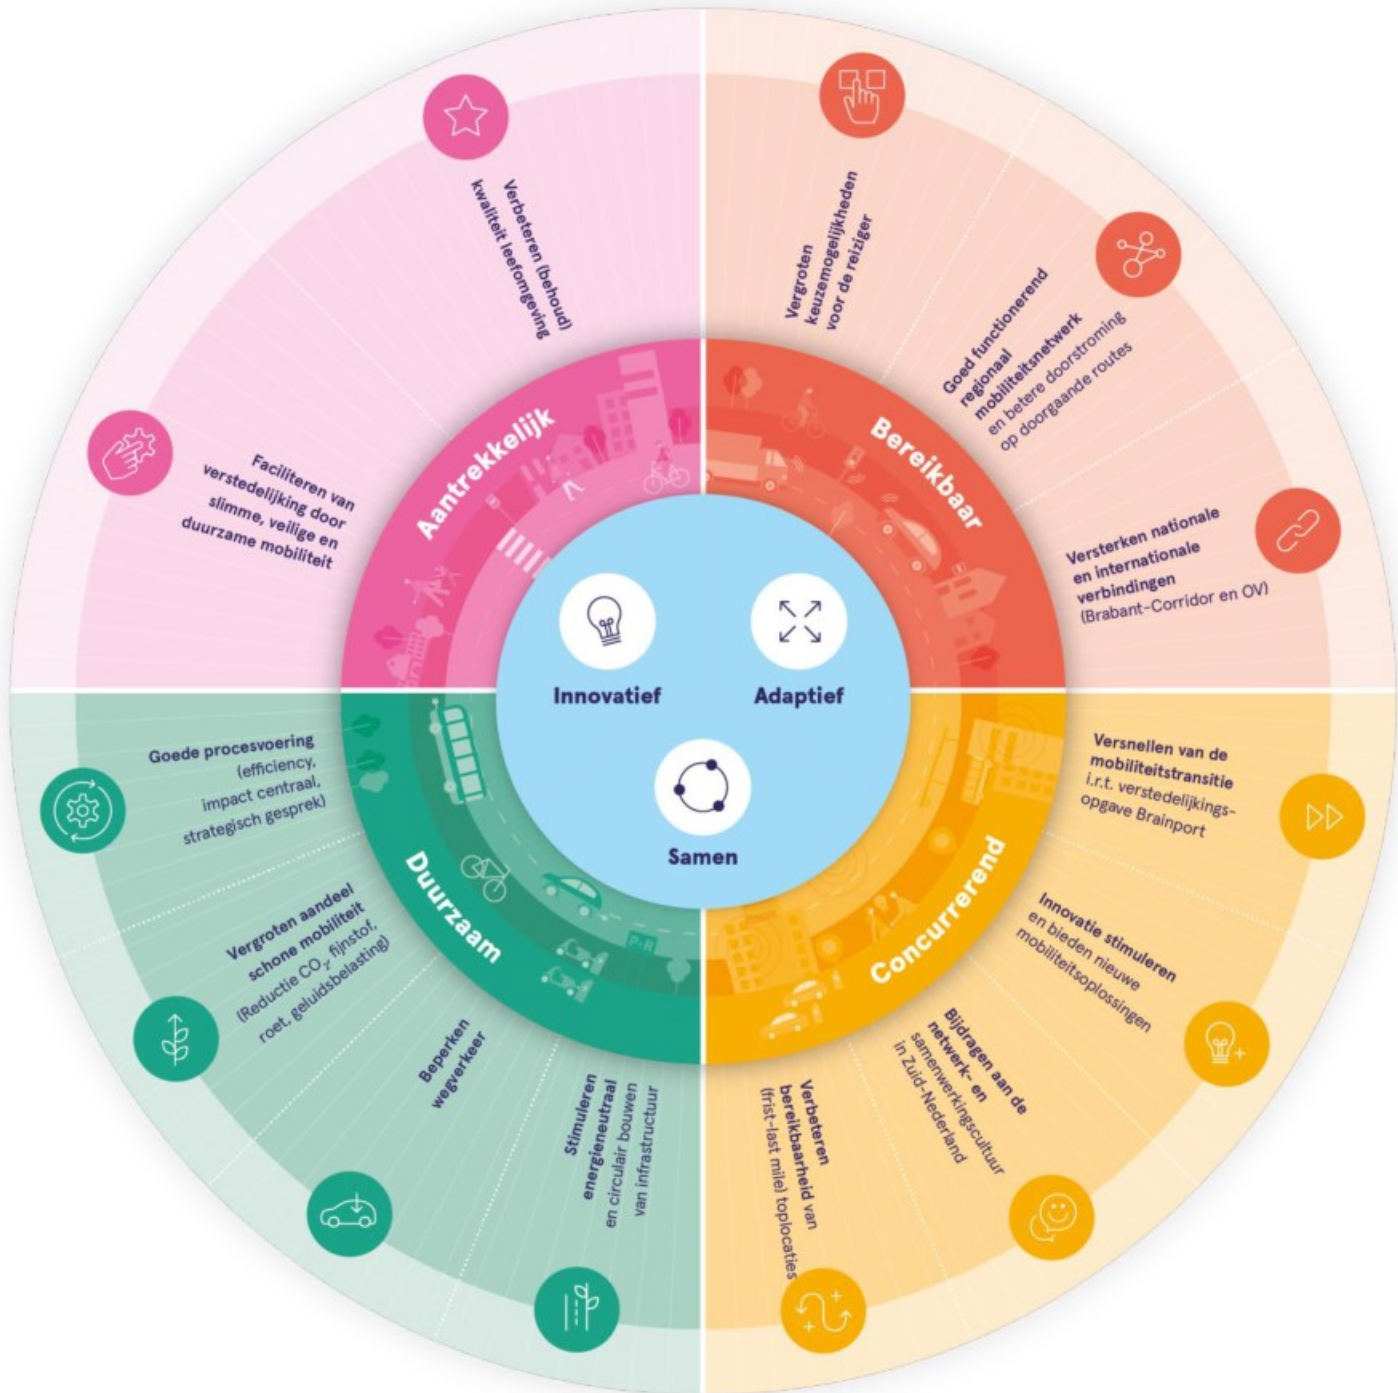 Verbeteren (behoud)
kwaliteit leefomgeving
Faciliteren van
verstedelijking door
slimme, veilige en
duurzame mobiliteit
Aantrekkelijk
Vergroten
keuzemogelijkheden
voor de reiziger
Goed functionerend
regionaal
mobiliteitsnetwerk
en betere doorstroming
op doorgaande routes
Versterken nationale
en internationale
verbindingen
(Brabant-Corridor en OV)
Bereikbaar
Innovatief
Adaptief
Samen
Goede procesvoering
(efficiency,
impact centraal,
strategisch gesprek)
Vergroten aandeel
schone mobiliteit
(Reductie CO₂, fijnstof,
roet, geluidsbelasting)
Beperken
wegverkeer
Stimuleren
energieneutraal
en circulair bouwen
van infrastructuur
Duurzaam
P+R
Versnellen van de
mobiliteitstransitie
i.r.t. verstedelijkings-
opgave Brainport
Innovatie stimuleren
en bieden nieuwe
mobiliteitsoplossingen
Bijdragen aan de
netwerk- en
samenwerkingscultuur
in Zuid-Nederland
Verbeteren
bereikbaarheid van
(frist-last mile) toplocaties
Concurrerend